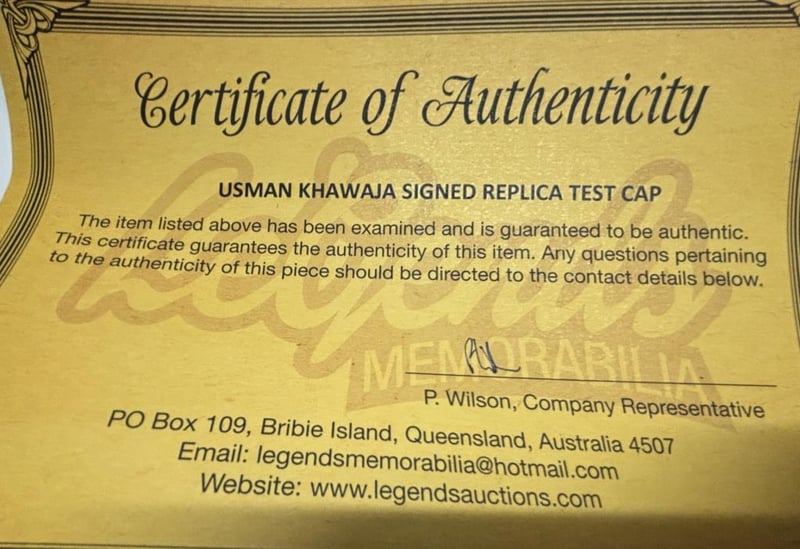 Certificate of Authenticity
Legends
MEMORABILIA
USMAN KHAWAJA SIGNED REPLICA TEST CAP
The item listed above has been examined and is guaranteed to be authentic.
This certificate guarantees the authenticity of this item. Any questions pertaining
to the authenticity of this piece should be directed to the contact details below.
P. Wilson, Company Representative
PO Box 109, Bribie Island, Queensland, Australia 4507
Email: legendsmemorabilia@hotmail.com
Website: www.legendsauctions.com